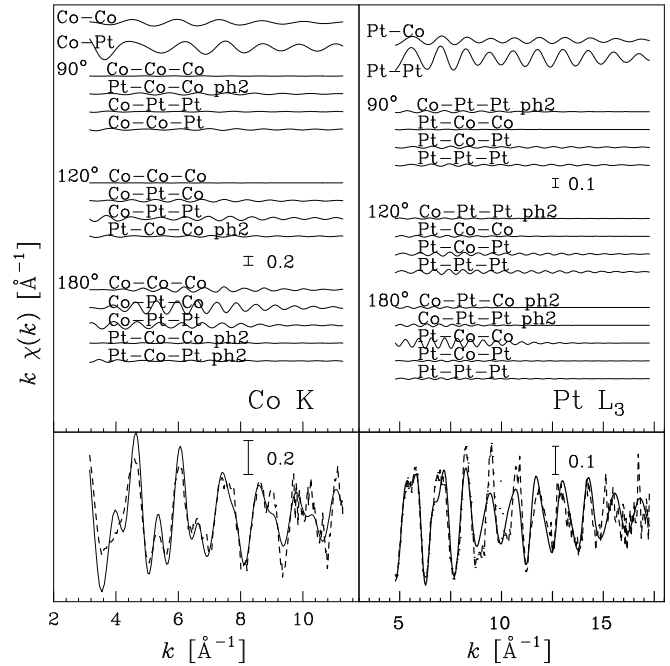 Co−Co
Co−Pt
90° Co−Co−Co
Pt−Co−Co ph2
Co−Pt−Pt
Co−Co−Pt
120° Co−Co−Co
Co−Pt−Co
Co−Pt−Pt
Pt−Co−Co ph2
0.2
180° Co−Co−Co
Co−Pt−Co
Co−Pt−Pt
Pt−Co−Co ph2
Pt−Co−Pt ph2
Co K
Pt−Co
Pt−Pt
90° Co−Pt−Pt ph2
Pt−Co−Co
Pt−Co−Pt
Pt−Pt−Pt
0.1
120° Co−Pt−Pt ph2
Pt−Co−Co
Pt−Co−Pt
Pt−Pt−Pt
180° Co−Pt−Co ph2
Co−Pt−Pt ph2
Pt−Co−Co
Pt−Co−Pt
Pt−Pt−Pt
Pt L₃
k χ(k) [Å⁻¹]
0.2
0.1
2 4 6 8 10
5 10 15
k [Å⁻¹]
k [Å⁻¹]